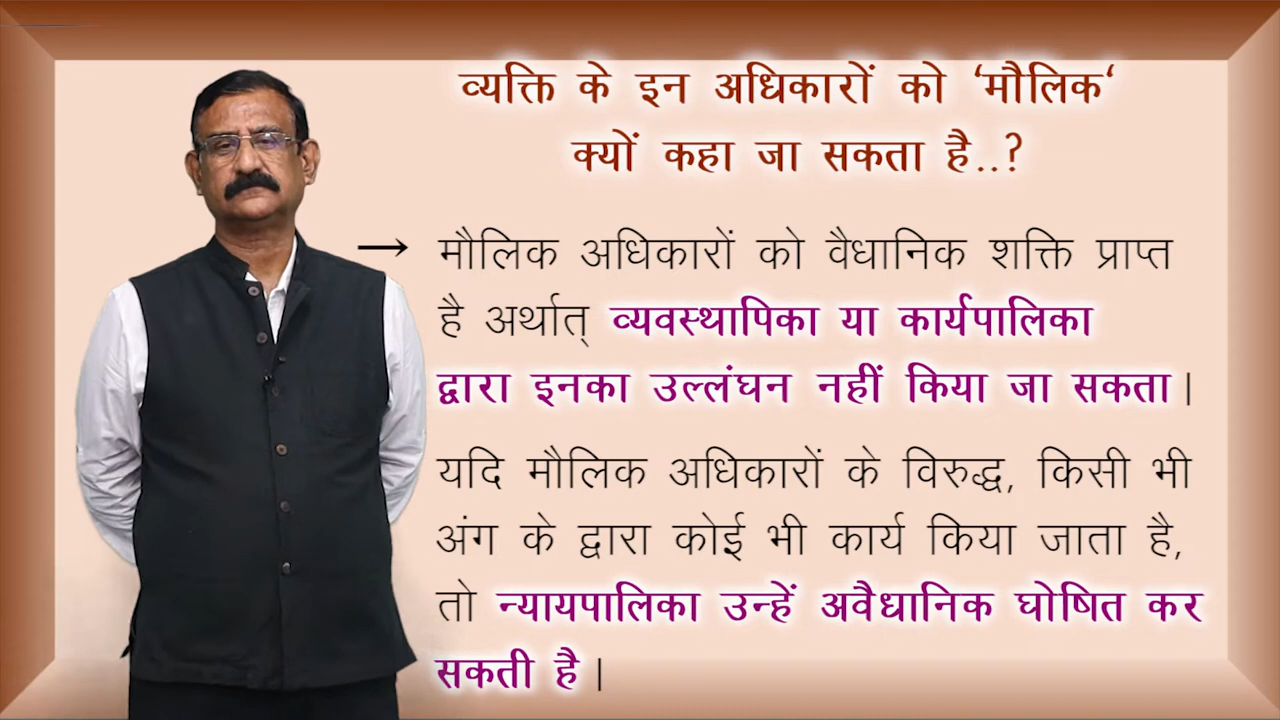 व्यक्ति के इन अधिकारों को ‘मौलिक‘
क्यों कहा जा सकता है..?
→ मौलिक अधिकारों को वैधानिक शक्ति प्राप्त
है अर्थात् व्यवस्थापिका या कार्यपालिका
द्वारा इनका उल्लंघन नहीं किया जा सकता।
यदि मौलिक अधिकारों के विरुद्ध, किसी भी
अंग के द्वारा कोई भी कार्य किया जाता है,
तो न्यायपालिका उन्हें अवैधानिक घोषित कर
सकती है।